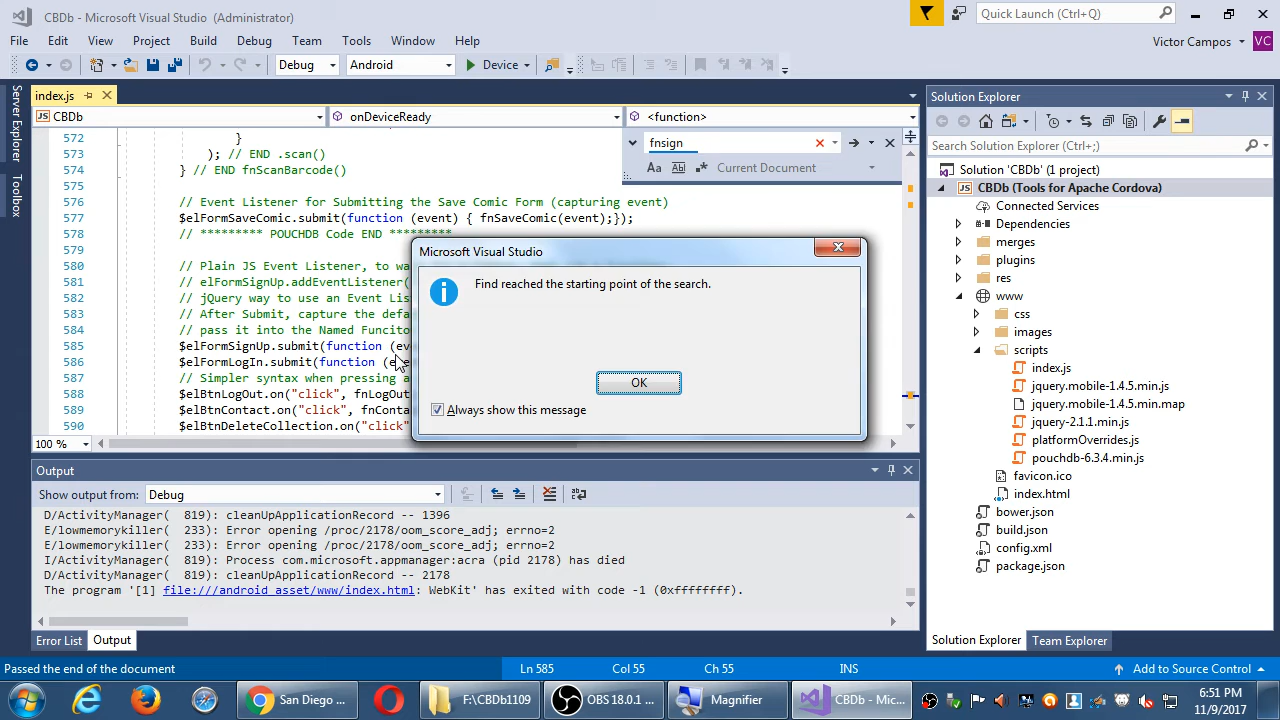 CBDb - Microsoft Visual Studio (Administrator)
Quick Launch (Ctrl+Q)
File Edit View Project Build Debug Team Tools Window Help
Victor Campos VC
Debug Android Device
Server Explorer
Toolbox
index.js
CBDb onDeviceReady <function>
fnsign
Aa Ab Current Document
572 }
573 ); // END .scan()
574 } // END fnScanBarcode()
575
576 // Event Listener for Submitting the Save Comic Form (capturing event)
577 $elFormSaveComic.submit(function (event) { fnSaveComic(event);});
578 // ********* POUCHDB Code END *********
579
580 // Plain JS Event Listener, to
581 // elFormSignUp.addEventListener(
582 // jQuery way to use an Event Lis
583 // After Submit, capture the defa
584 // pass it into the Named Funcito
585 $elFormSignUp.submit(function (ev
586 $elFormLogIn.submit(function (e
587 // Simpler syntax when pressing a
588 $elBtnLogOut.on("click", fnLogOut
589 $elBtnContact.on("click", fnConta
590 $elBtnDeleteCollection.on("click"
100 %
Microsoft Visual Studio
Find reached the starting point of the search.
OK
Always show this message
Output
Show output from: Debug
D/ActivityManager( 819): cleanUpApplicationRecord -- 1396
E/lowmemorykiller( 233): Error opening /proc/2178/oom_score_adj; errno=2
E/lowmemorykiller( 233): Error opening /proc/2178/oom_score_adj; errno=2
I/ActivityManager( 819): Process com.microsoft.appmanager:acra (pid 2178) has died
D/ActivityManager( 819): cleanUpApplicationRecord -- 2178
The program '[1] file:///android_asset/www/index.html: WebKit' has exited with code -1 (0xffffffff).
Error List Output
Solution Explorer
Search Solution Explorer (Ctrl+;)
Solution 'CBDb' (1 project)
JS CBDb (Tools for Apache Cordova)
Connected Services
Dependencies
merges
plugins
res
www
css
images
scripts
index.js
jquery.mobile-1.4.5.min.js
jquery.mobile-1.4.5.min.map
jquery-2.1.1.min.js
platformOverrides.js
pouchdb-6.3.4.min.js
favicon.ico
index.html
bower.json
build.json
config.xml
package.json
Solution Explorer Team Explorer
Passed the end of the document Ln 585 Col 55 Ch 55 INS Add to Source Control
San Diego ... F:\CBDb1109 OBS 18.0.1 ... Magnifier CBDb - Mic...
6:51 PM
11/9/2017